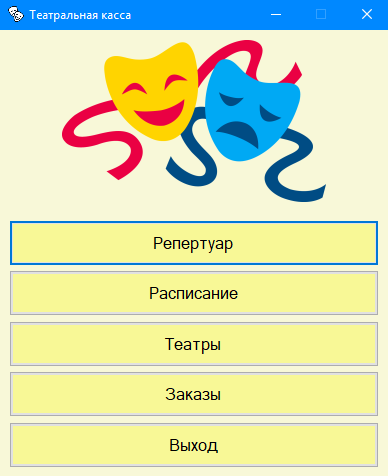 Театральная касса
Репертуар
Расписание
Театры
Заказы
Выход